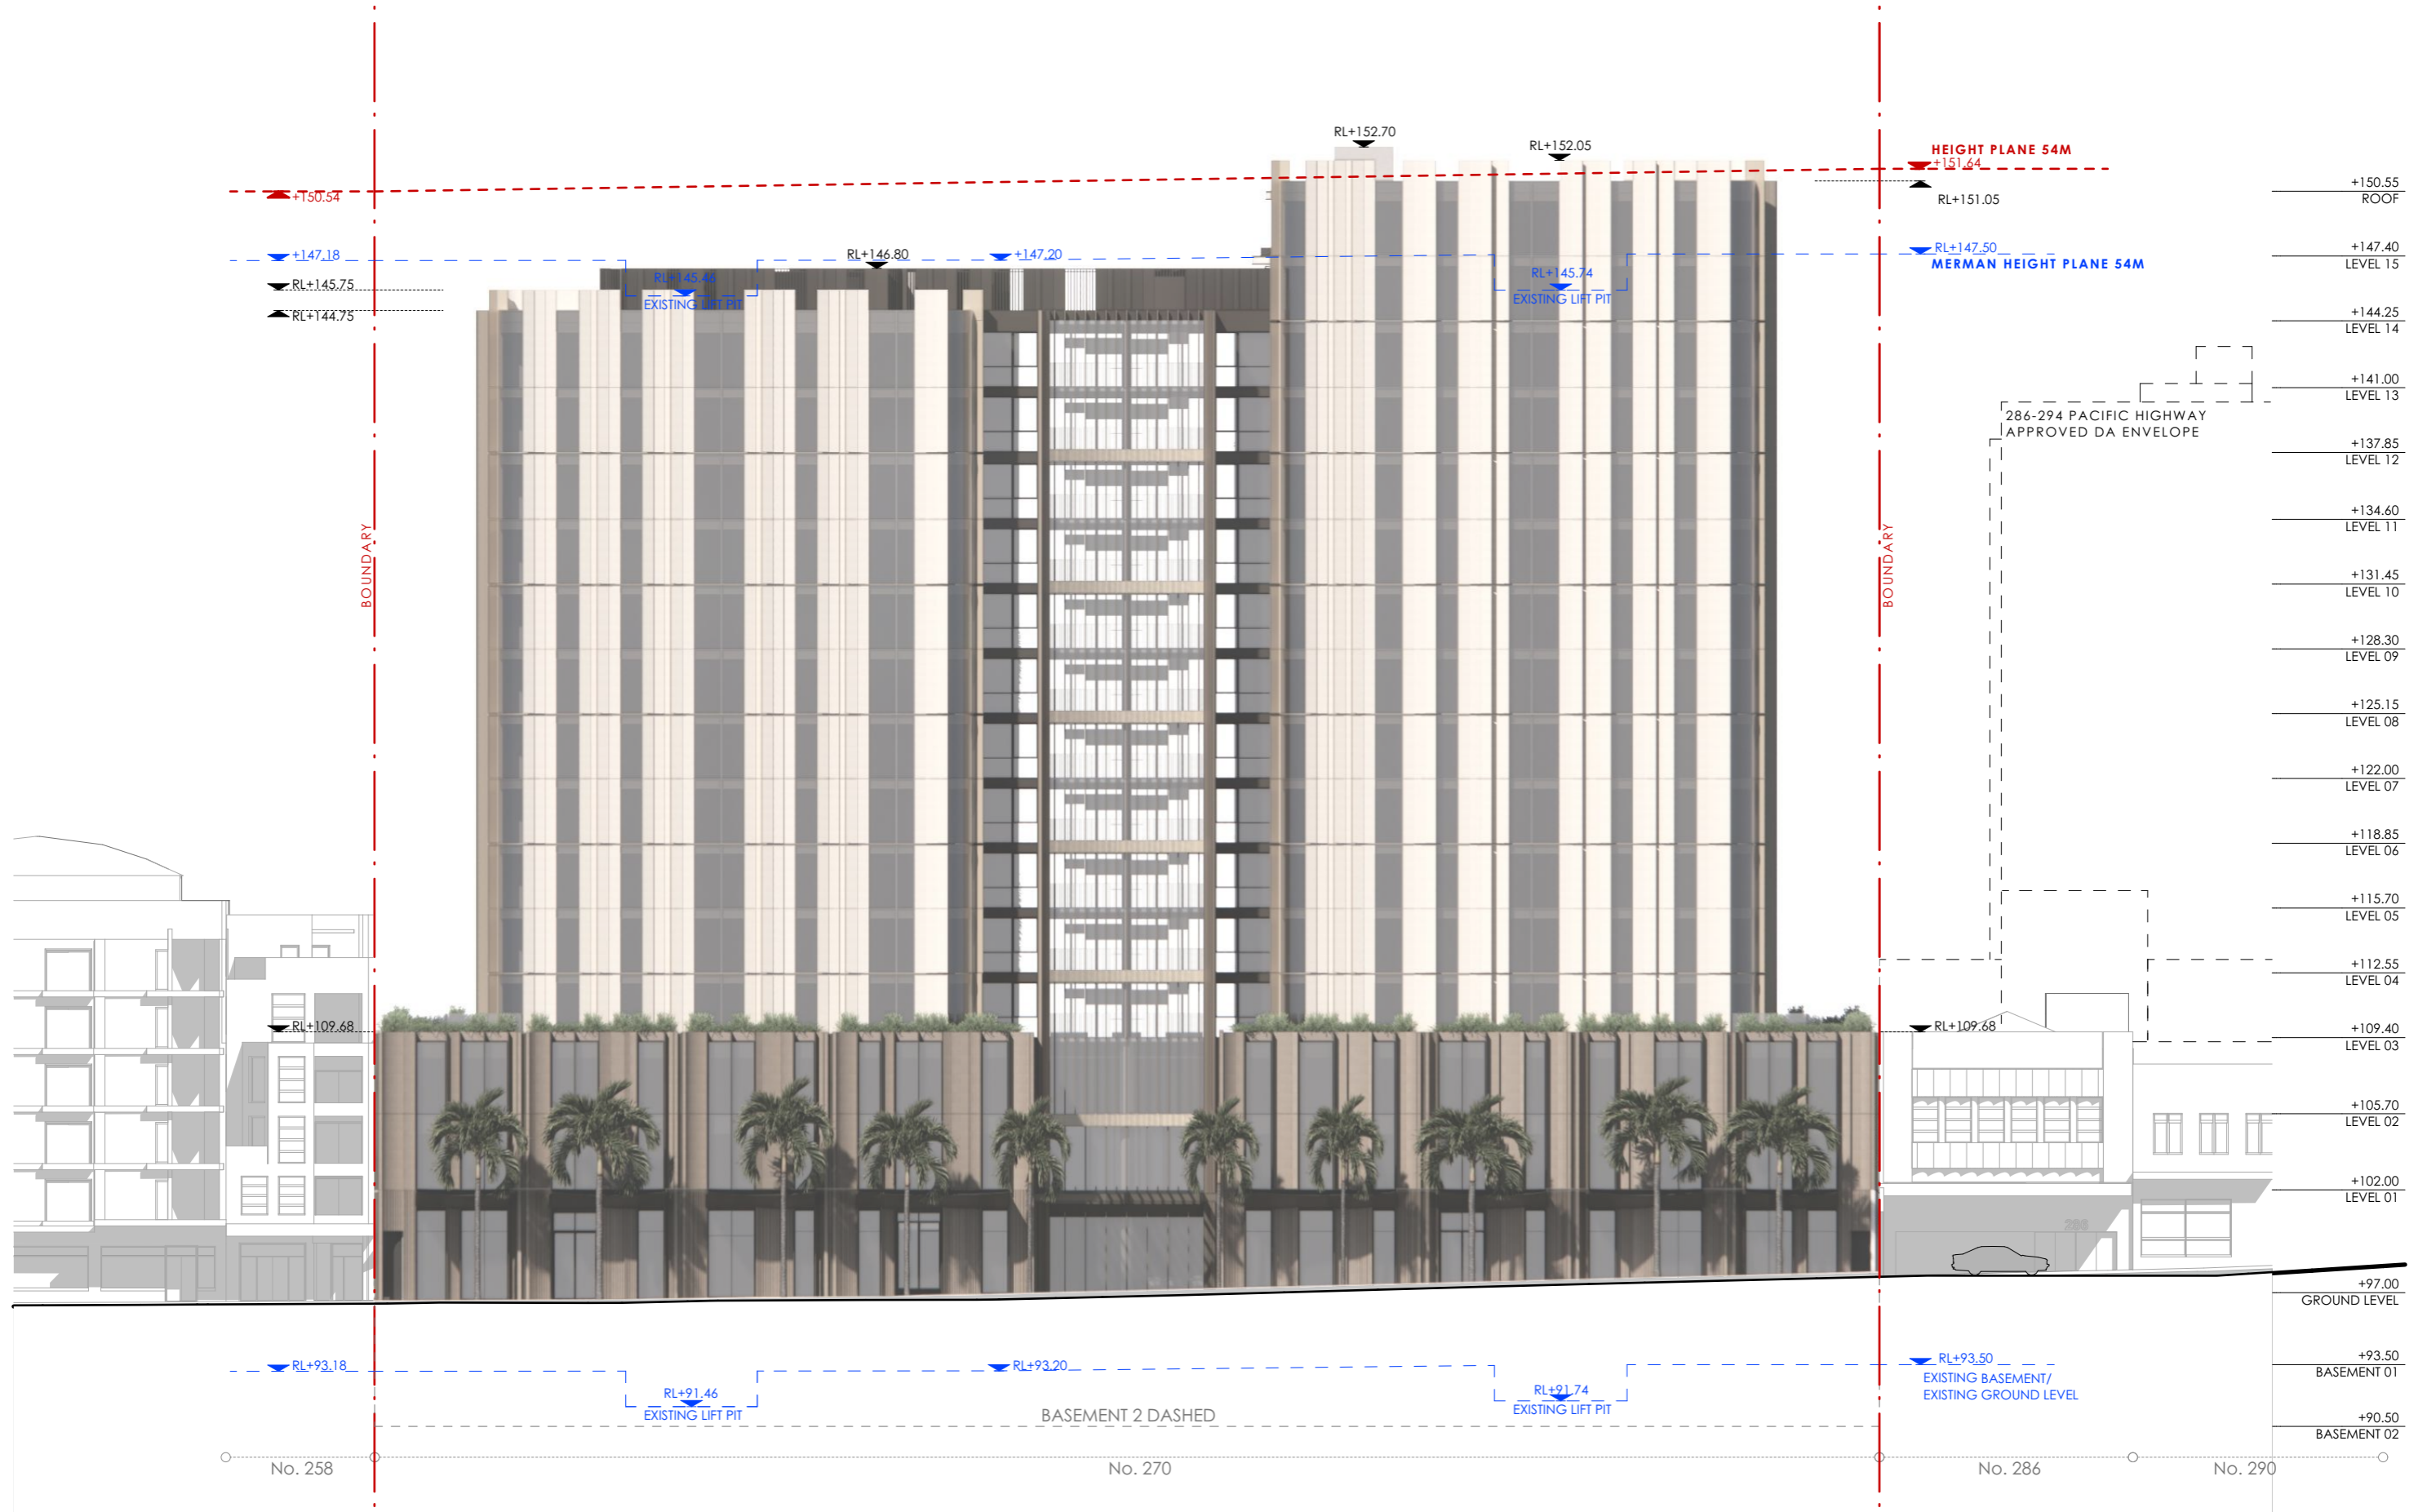 RL+152.70
RL+152.05
HEIGHT PLANE 54M
+151.64
RL+151.05
+150.54
+147.18
RL+146.80
+147.20
RL+147.50
MERMAN HEIGHT PLANE 54M
RL+145.46
EXISTING LIFT PIT
RL+145.74
EXISTING LIFT PIT
RL+145.75
RL+144.75
286-294 PACIFIC HIGHWAY
APPROVED DA ENVELOPE
BOUNDARY
BOUNDARY
RL+109.68
RL+109.68
286
+150.55
ROOF
+147.40
LEVEL 15
+144.25
LEVEL 14
+141.00
LEVEL 13
+137.85
LEVEL 12
+134.60
LEVEL 11
+131.45
LEVEL 10
+128.30
LEVEL 09
+125.15
LEVEL 08
+122.00
LEVEL 07
+118.85
LEVEL 06
+115.70
LEVEL 05
+112.55
LEVEL 04
+109.40
LEVEL 03
+105.70
LEVEL 02
+102.00
LEVEL 01
+97.00
GROUND LEVEL
+93.50
BASEMENT 01
+90.50
BASEMENT 02
RL+93.18
RL+93.20
RL+93.50
EXISTING BASEMENT/
EXISTING GROUND LEVEL
RL+91.46
EXISTING LIFT PIT
RL+91.74
EXISTING LIFT PIT
BASEMENT 2 DASHED
No. 258
No. 270
No. 286
No. 290